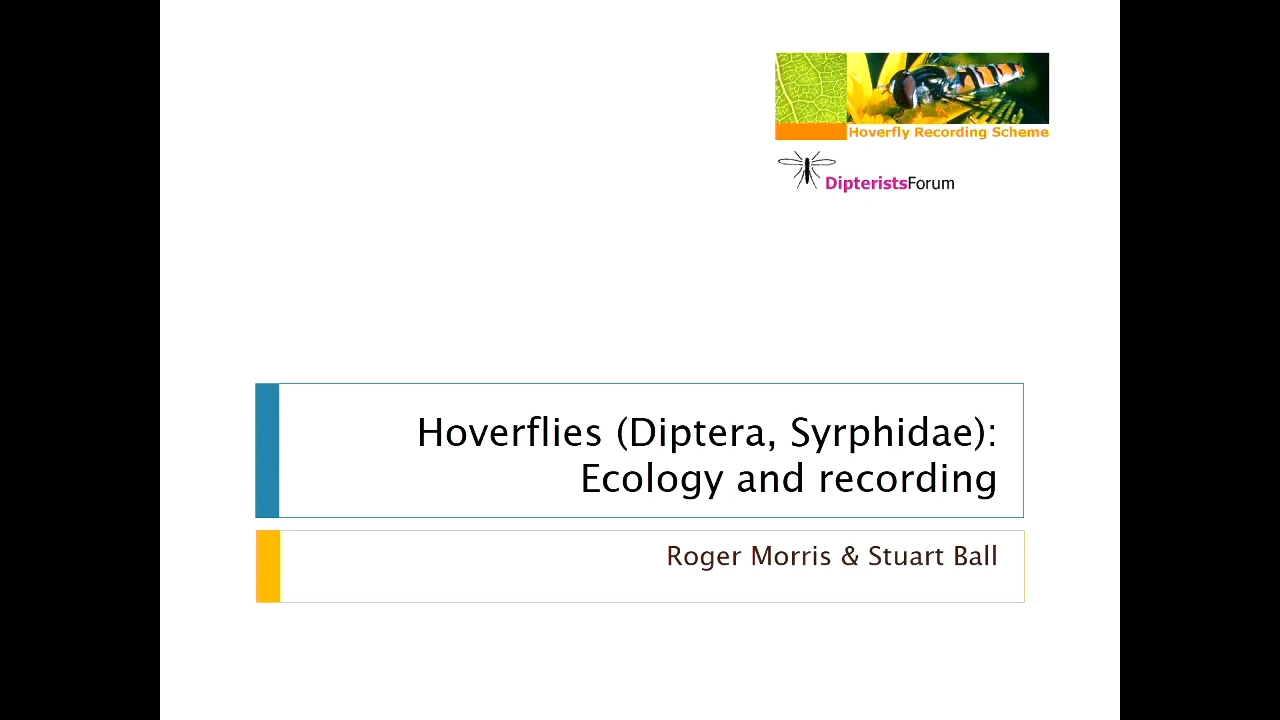 Hoverfly Recording Scheme
DipteristsForum
Hoverflies (Diptera, Syrphidae):
Ecology and recording
Roger Morris & Stuart Ball